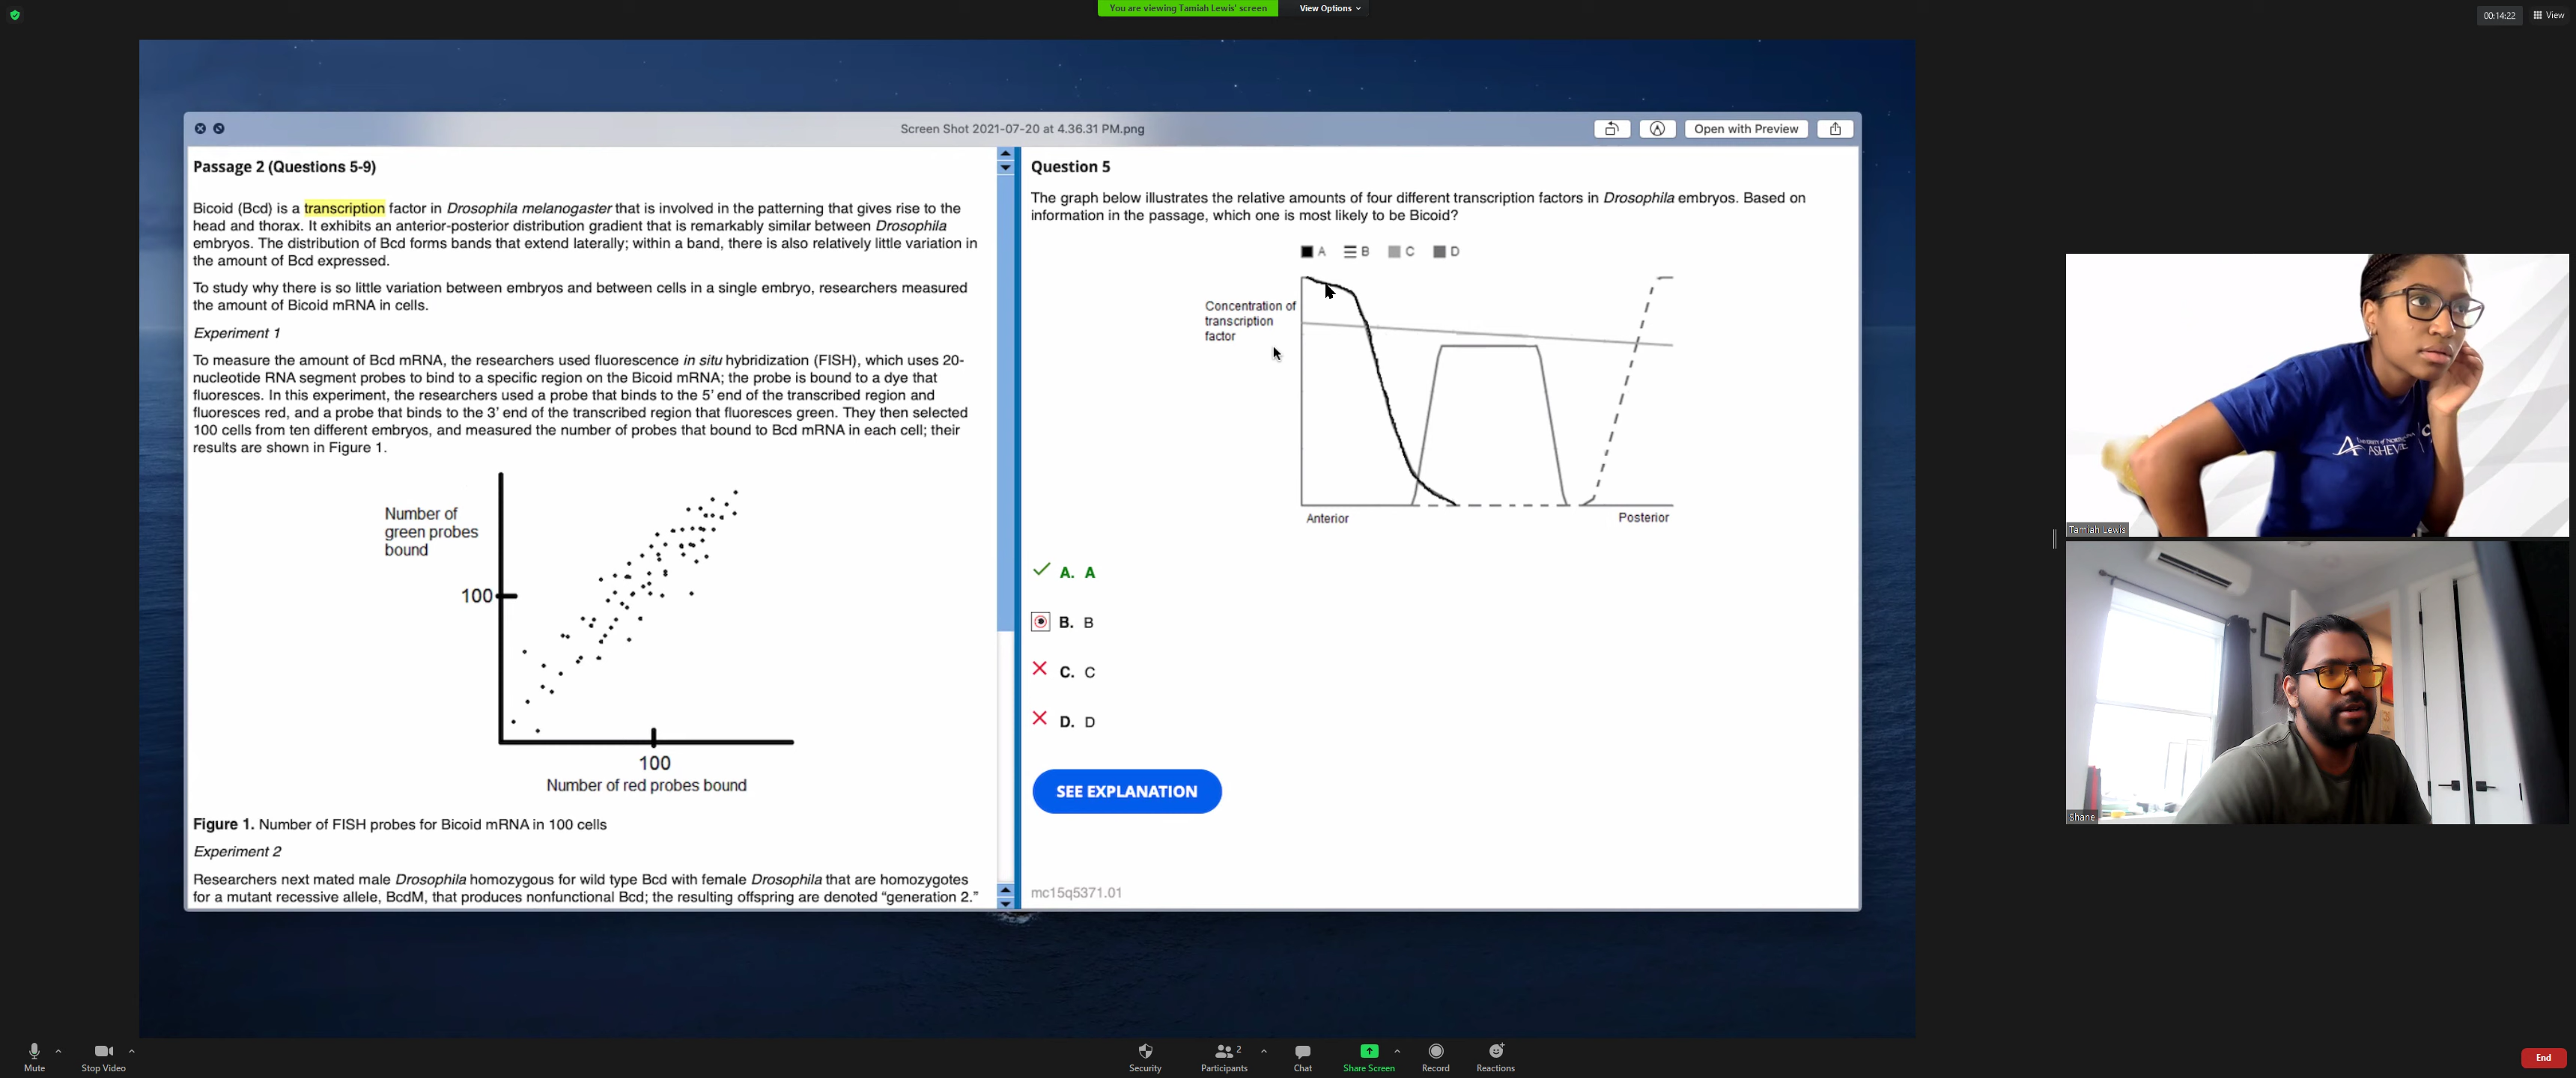 You are viewing Tamiah Lewis' screen
View Options
00:14:22
View
Screen Shot 2021-07-20 at 4.36.31 PM.png
Open with Preview
Passage 2 (Questions 5-9)
Bicoid (Bcd) is a transcription factor in Drosophila melanogaster that is involved in the patterning that gives rise to the
head and thorax. It exhibits an anterior-posterior distribution gradient that is remarkably similar between Drosophila
embryos. The distribution of Bcd forms bands that extend laterally; within a band, there is also relatively little variation in
the amount of Bcd expressed.
To study why there is so little variation between embryos and between cells in a single embryo, researchers measured
the amount of Bicoid mRNA in cells.
Experiment 1
To measure the amount of Bcd mRNA, the researchers used fluorescence in situ hybridization (FISH), which uses 20-
nucleotide RNA segment probes to bind to a specific region on the Bicoid mRNA; the probe is bound to a dye that
fluoresces. In this experiment, the researchers used a probe that binds to the 5' end of the transcribed region and
fluoresces red, and a probe that binds to the 3' end of the transcribed region that fluoresces green. They then selected
100 cells from ten different embryos, and measured the number of probes that bound to Bcd mRNA in each cell; their
results are shown in Figure 1.
Number of
green probes
bound
100
100
Number of red probes bound
Figure 1. Number of FISH probes for Bicoid mRNA in 100 cells
Experiment 2
Researchers next mated male Drosophila homozygous for wild type Bcd with female Drosophila that are homozygotes
for a mutant recessive allele, BcdM, that produces nonfunctional Bcd; the resulting offspring are denoted “generation 2.”
Question 5
The graph below illustrates the relative amounts of four different transcription factors in Drosophila embryos. Based on
information in the passage, which one is most likely to be Bicoid?
A B C D
Concentration of
transcription
factor
Anterior Posterior
A. A
B. B
C. C
D. D
SEE EXPLANATION
mc15q5371.01
Tamiah Lewis
ASHEVILLE
Shane
Mute
Stop Video
Security
2
Participants
Chat
Share Screen
Record
Reactions
End